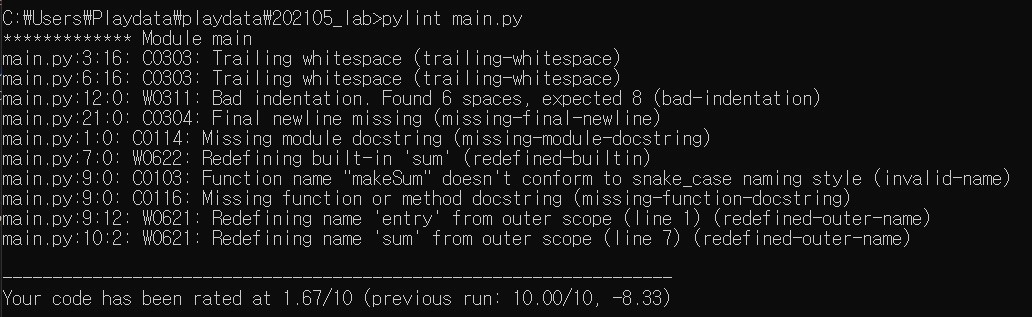 C:₩Users₩Playdata₩playdata₩202105_lab>pylint main.py
************* Module main
main.py:3:16: C0303: Trailing whitespace (trailing-whitespace)
main.py:6:16: C0303: Trailing whitespace (trailing-whitespace)
main.py:12:0: W0311: Bad indentation. Found 6 spaces, expected 8 (bad-indentation)
main.py:21:0: C0304: Final newline missing (missing-final-newline)
main.py:1:0: C0114: Missing module docstring (missing-module-docstring)
main.py:7:0: W0622: Redefining built-in 'sum' (redefined-builtin)
main.py:9:0: C0103: Function name "makeSum" doesn't conform to snake_case naming style (invalid-name)
main.py:9:0: C0116: Missing function or method docstring (missing-function-docstring)
main.py:9:12: W0621: Redefining name 'entry' from outer scope (line 1) (redefined-outer-name)
main.py:10:2: W0621: Redefining name 'sum' from outer scope (line 7) (redefined-outer-name)
-------------------------------------------------------------------
Your code has been rated at 1.67/10 (previous run: 10.00/10, -8.33)